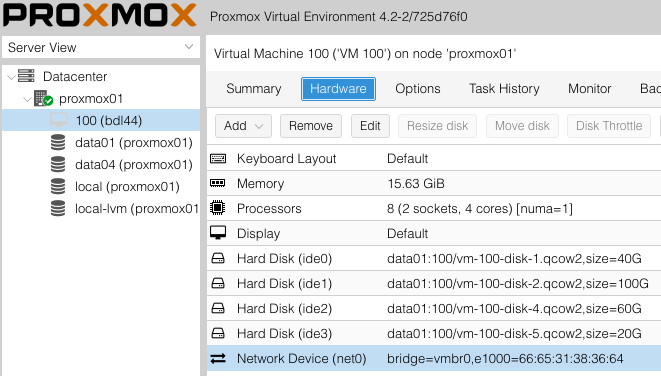 PROXMOX Proxmox Virtual Environment 4.2-2/725d76f0
Server View
Virtual Machine 100 ('VM 100') on node 'proxmox01'
Datacenter
proxmox01
100 (bdl44)
data01 (proxmox01)
data04 (proxmox01)
local (proxmox01)
local-lvm (proxmox01
Summary Hardware Options Task History Monitor Bac
Add Remove Edit Resize disk Move disk Disk Throttle
Keyboard Layout Default
Memory 15.63 GiB
Processors 8 (2 sockets, 4 cores) [numa=1]
Display Default
Hard Disk (ide0) data01:100/vm-100-disk-1.qcow2,size=40G
Hard Disk (ide1) data01:100/vm-100-disk-2.qcow2,size=100G
Hard Disk (ide2) data01:100/vm-100-disk-4.qcow2,size=60G
Hard Disk (ide3) data01:100/vm-100-disk-5.qcow2,size=20G
Network Device (net0) bridge=vmbr0,e1000=66:65:31:38:36:64